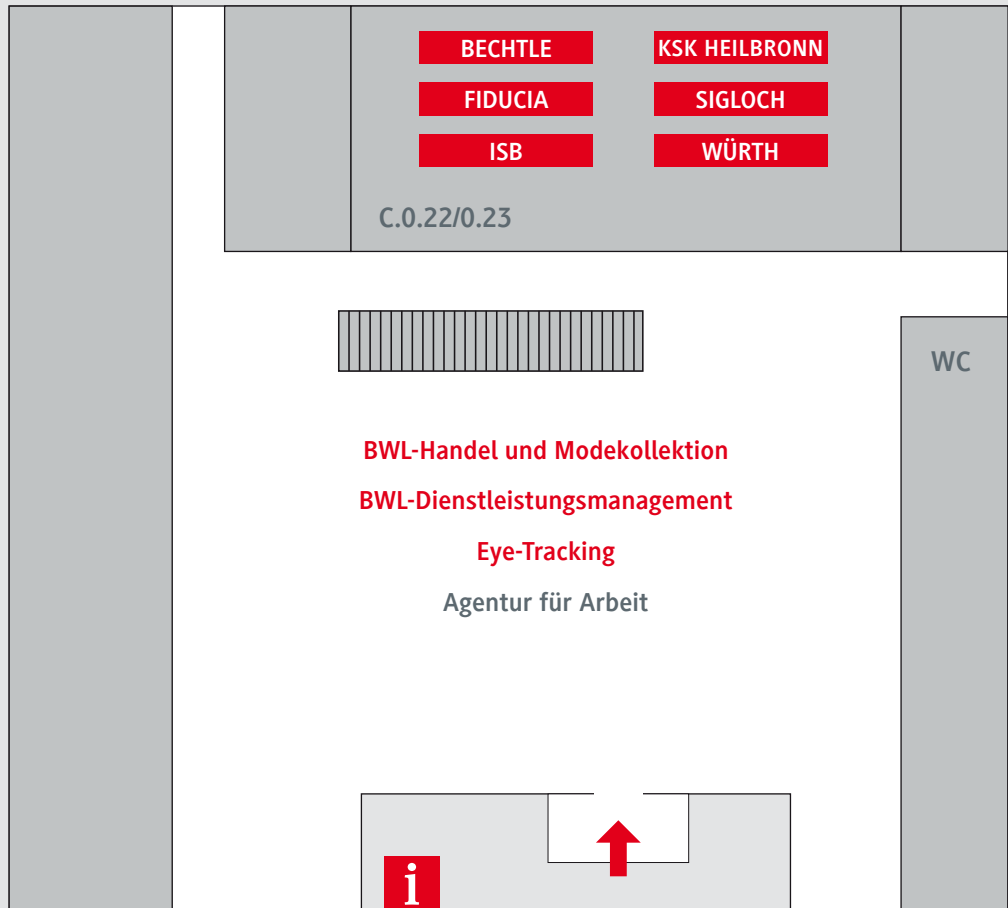 BECHTLE
KSK HEILBRONN
FIDUCIA
SIGLOCH
ISB
WÜRTH
C.0.22/0.23
WC
BWL-Handel und Modekollektion
BWL-Dienstleistungsmanagement
Eye-Tracking
Agentur für Arbeit
i